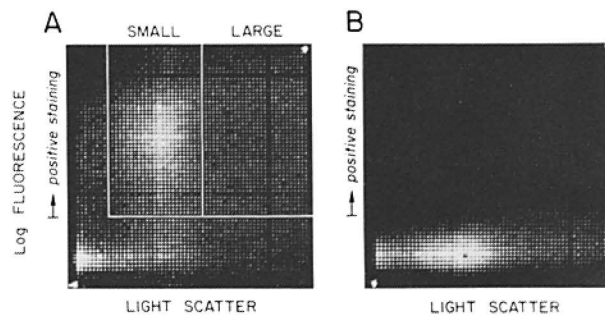 A
SMALL LARGE
Log FLUORESCENCE
positive staining
LIGHT SCATTER
B
positive staining
LIGHT SCATTER